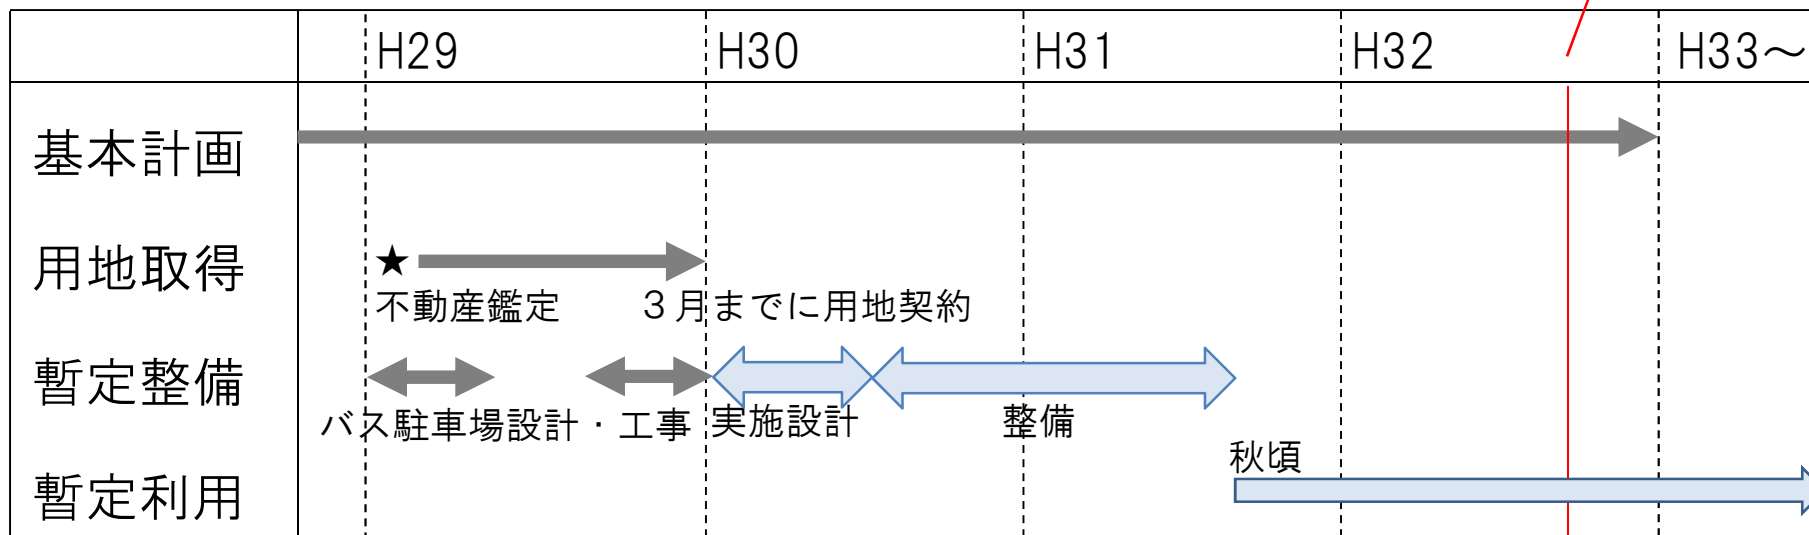 H29 H30 H31 H32 H33～
基本計画
用地取得 ★
不動産鑑定 ３月までに用地契約
暫定整備
バス駐車場設計・工事 実施設計 整備
秋頃
暫定利用